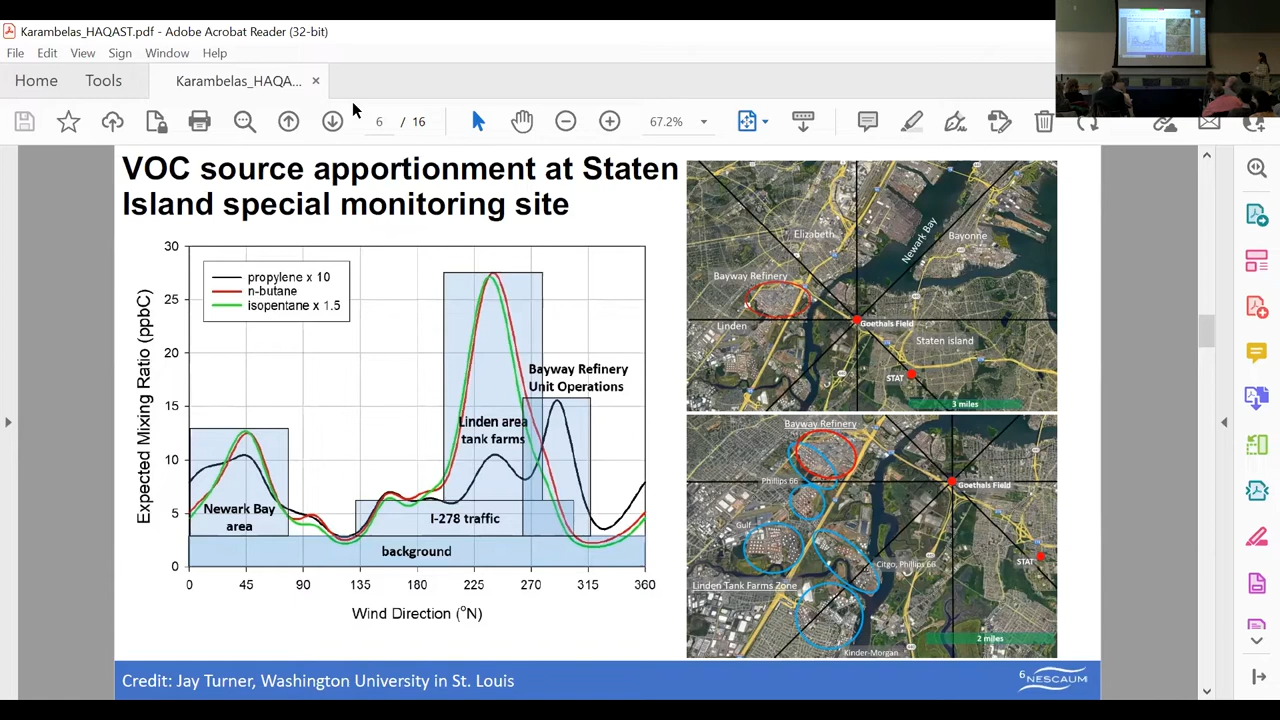 Karambelas_HAQAST.pdf - Adobe Acrobat Reader (32-bit)
File Edit View Sign Window Help
Home Tools Karambelas_HAQA... ×
6 / 16 67.2%
VOC source apportionment at Staten
Island special monitoring site
30
25
20
15
10
5
0
Expected Mixing Ratio (ppbC)
propylene x 10
n-butane
isopentane x 1.5
Bayway Refinery
Unit Operations
Linden area
tank farms
Newark Bay
area
I-278 traffic
background
0 45 90 135 180 225 270 315 360
Wind Direction (°N)
Elizabeth
Newark Bay
Bayonne
Bayway Refinery
Linden
Goethals Field
Staten island
STAT
3 miles
Bayway Refinery
Phillips 66
Goethals Field
Gulf
STAT
Citgo, Phillips 66
Linden Tank Farms Zone
2 miles
Kinder-Morgan
Credit: Jay Turner, Washington University in St. Louis
6
NESCAUM